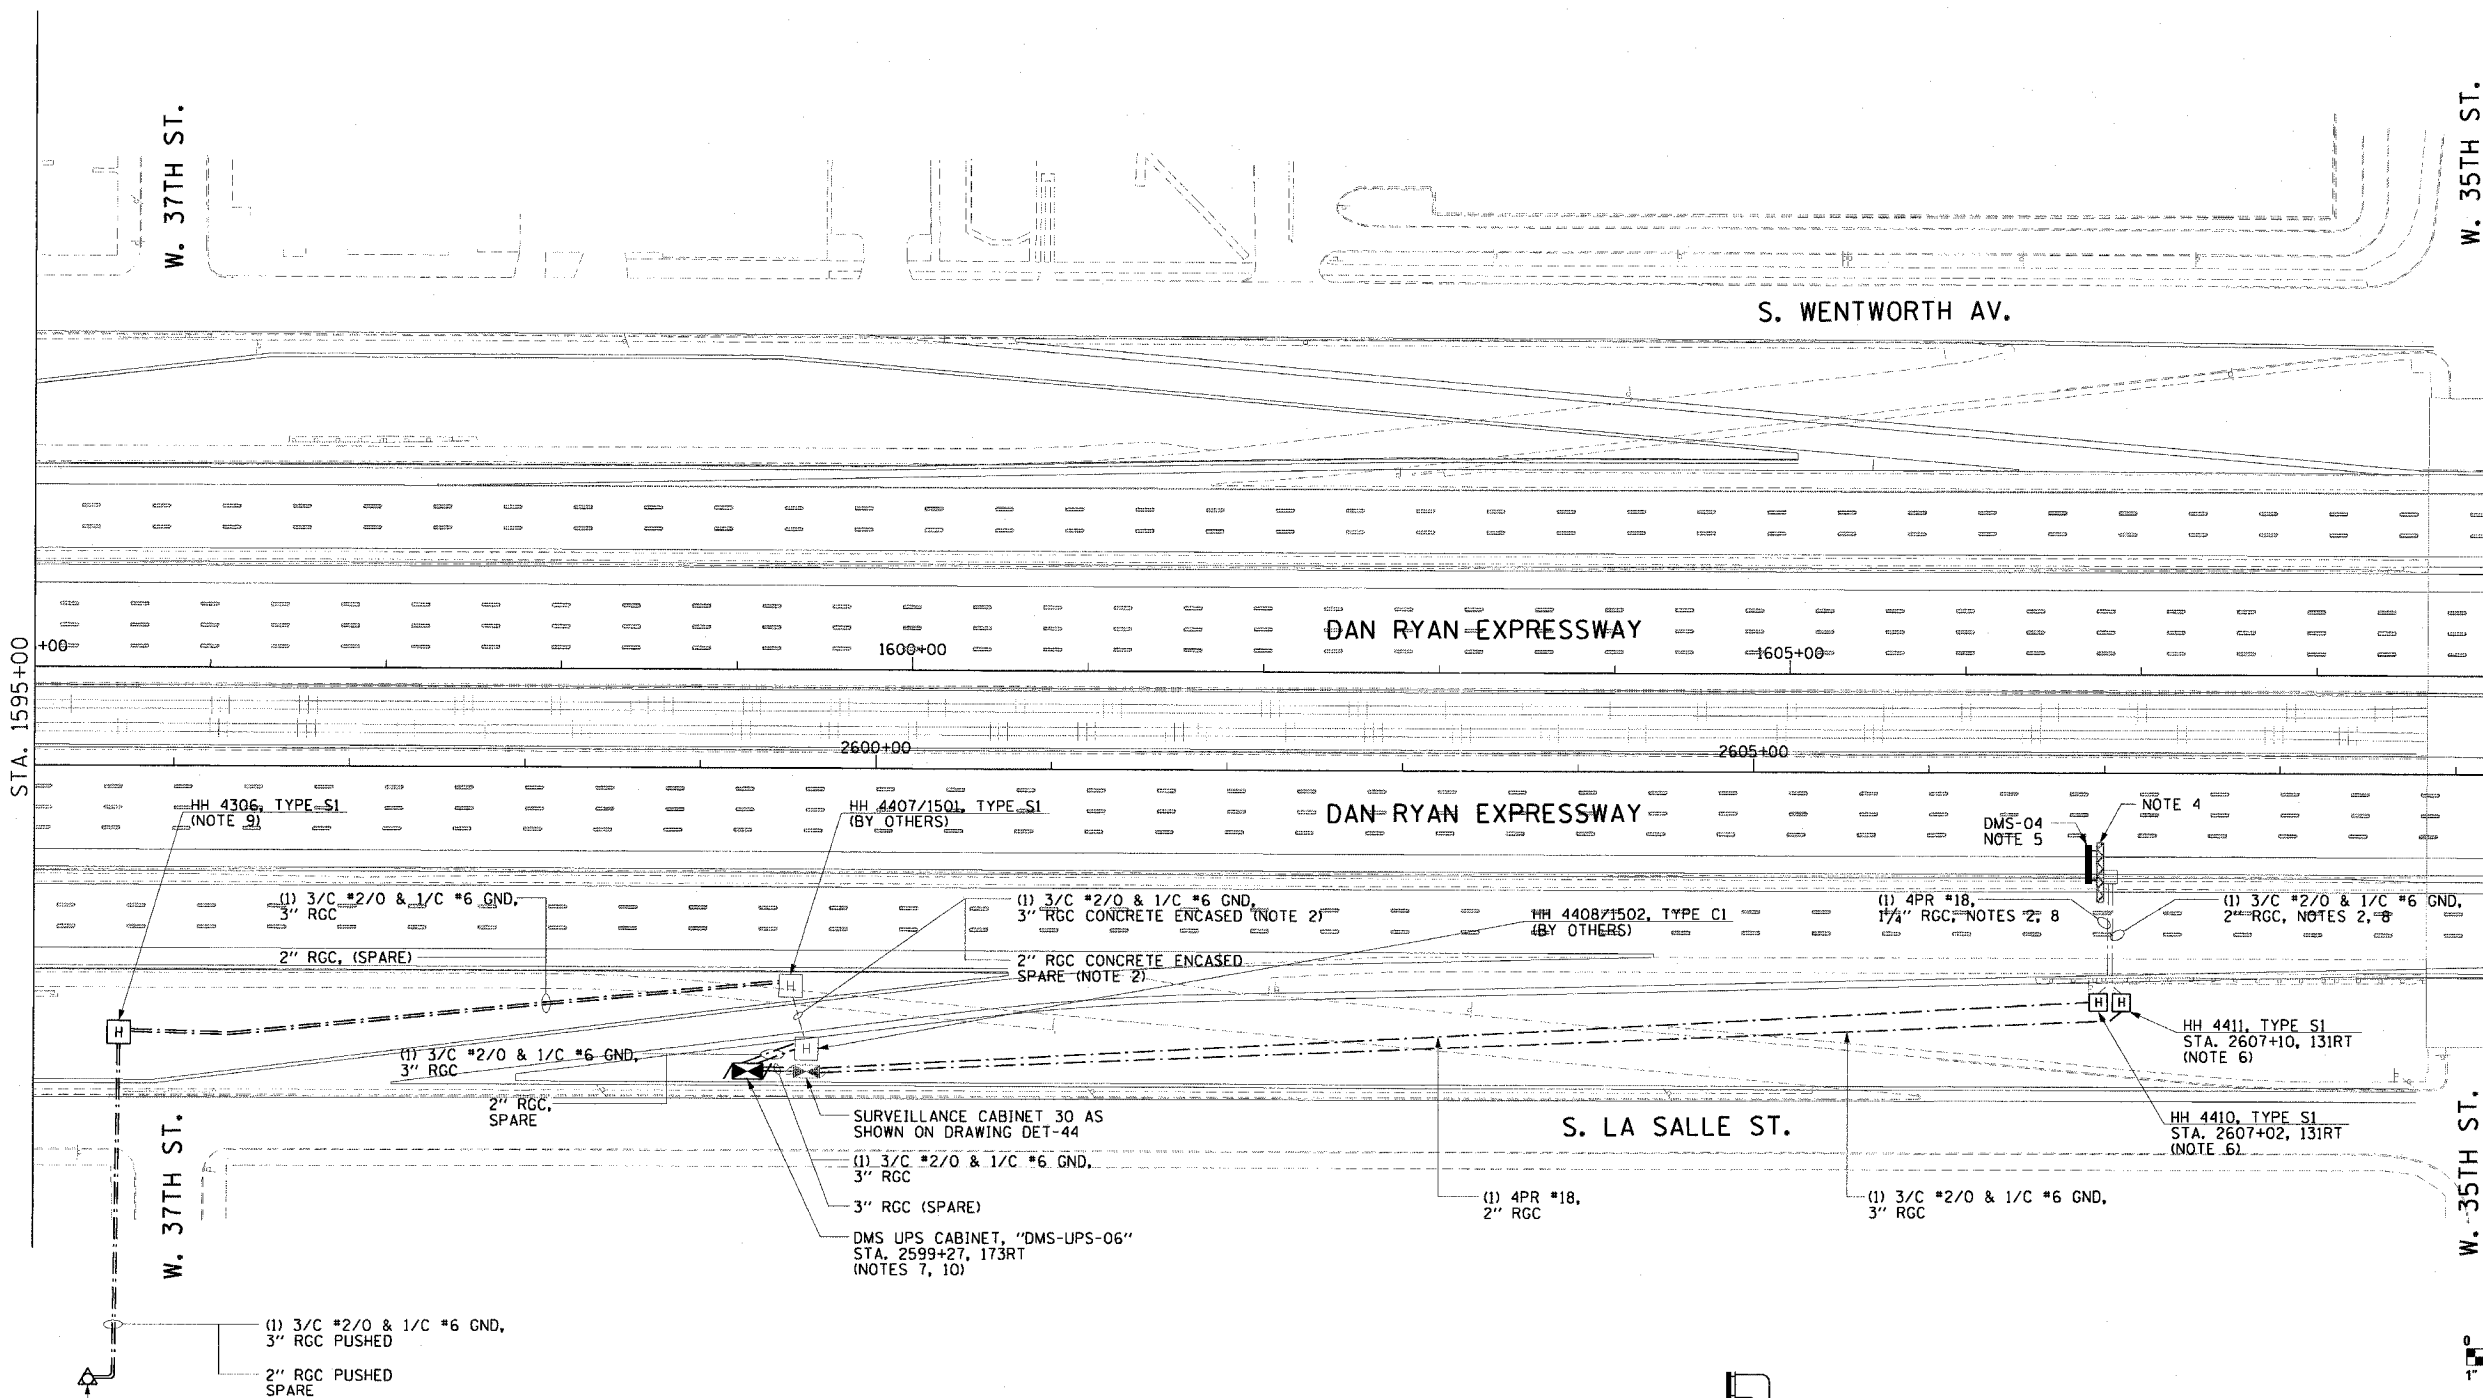 W. 37TH ST.
W. 35TH ST.
S. WENTWORTH AV.
DAN RYAN EXPRESSWAY
STA. 1595+00
+00
1600+00
1605+00
2600+00
2605+00
DAN RYAN EXPRESSWAY
HH 4306, TYPE S1
(NOTE 9)
HH 4407/1501, TYPE S1
(BY OTHERS)
NOTE 4
DMS-04
NOTE 5
(1) 3/C #2/0 & 1/C #6 GND,
3" RGC
2" RGC, (SPARE)
(1) 3/C #2/0 & 1/C #6 GND,
3" RGC CONCRETE ENCASED (NOTE 2)
2" RGC CONCRETE ENCASED
SPARE (NOTE 2)
HH 4408/1502, TYPE C1
(BY OTHERS)
(1) 4PR #18,
1 1/4" RGC, NOTES 2, 8
(1) 3/C #2/0 & 1/C #6 GND,
2" RGC, NOTES 2, 8
H
H
H
H
H
(1) 3/C #2/0 & 1/C #6 GND,
3" RGC
2" RGC,
SPARE
HH 4411, TYPE S1
STA. 2607+10, 131RT
(NOTE 6)
HH 4410, TYPE S1
STA. 2607+02, 131RT
(NOTE 6)
SURVEILLANCE CABINET 30 AS
SHOWN ON DRAWING DET-44
S. LA SALLE ST.
(1) 3/C #2/0 & 1/C #6 GND,
3" RGC
3" RGC (SPARE)
DMS UPS CABINET, "DMS-UPS-06"
STA. 2599+27, 173RT
(NOTES 7, 10)
(1) 4PR #18,
2" RGC
(1) 3/C #2/0 & 1/C #6 GND,
3" RGC
W. 37TH ST.
W. 35TH ST.
(1) 3/C #2/0 & 1/C #6 GND,
3" RGC PUSHED
2" RGC PUSHED
SPARE
0
1"